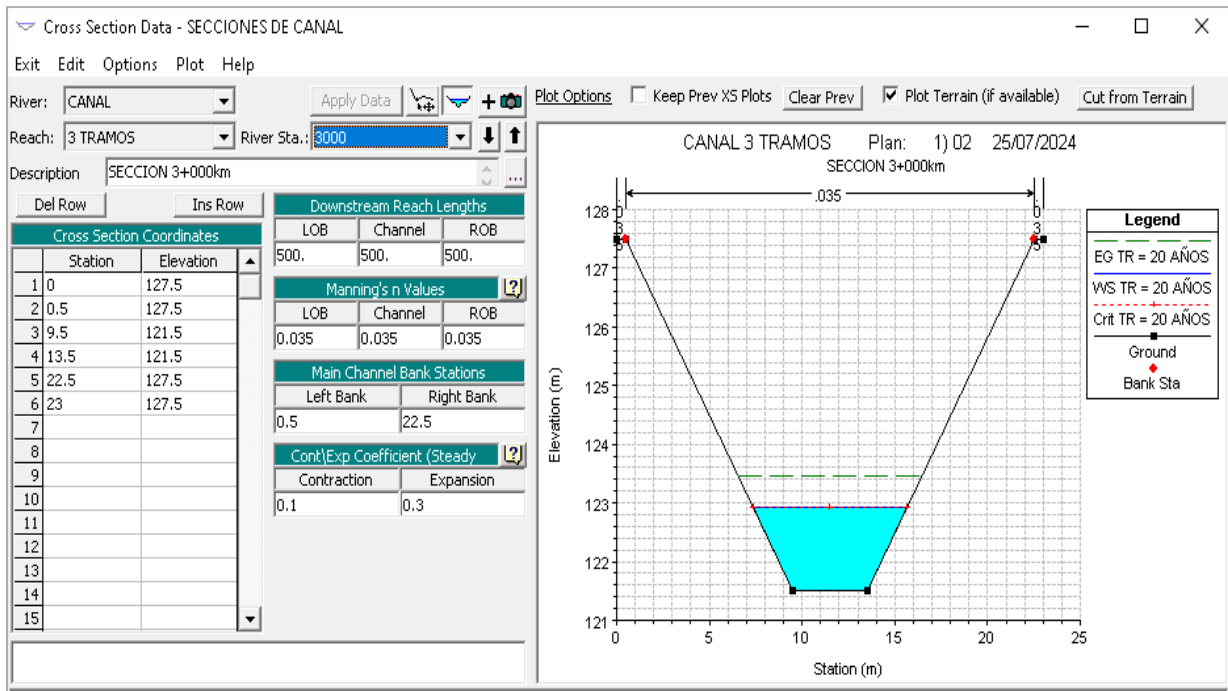 Cross Section Data - SECCIONES DE CANAL
Exit Edit Options Plot Help
River: CANAL
Apply Data
Plot Options Keep Prev XS Plots Clear Prev Plot Terrain (if available) Cut from Terrain
Reach: 3 TRAMOS River Sta.: 3000
Description SECCION 3+000km
...
Del Row Ins Row
Cross Section Coordinates
Station Elevation
1 0 127.5
2 0.5 127.5
3 9.5 121.5
4 13.5 121.5
5 22.5 127.5
6 23 127.5
7
8
9
10
11
12
13
14
15
Downstream Reach Lengths
LOB Channel ROB
500. 500. 500.
Manning's n Values
LOB Channel ROB
0.035 0.035 0.035
Main Channel Bank Stations
Left Bank Right Bank
0.5 22.5
Cont\Exp Coefficient (Steady
Contraction Expansion
0.1 0.3
CANAL 3 TRAMOS Plan: 1) 02 25/07/2024
SECCION 3+000km
.035
.035
.035
128
127
126
125
124
123
122
121
0 5 10 15 20 25
Elevation (m)
Station (m)
Legend
EG TR = 20 AÑOS
WS TR = 20 AÑOS
Crit TR = 20 AÑOS
Ground
Bank Sta